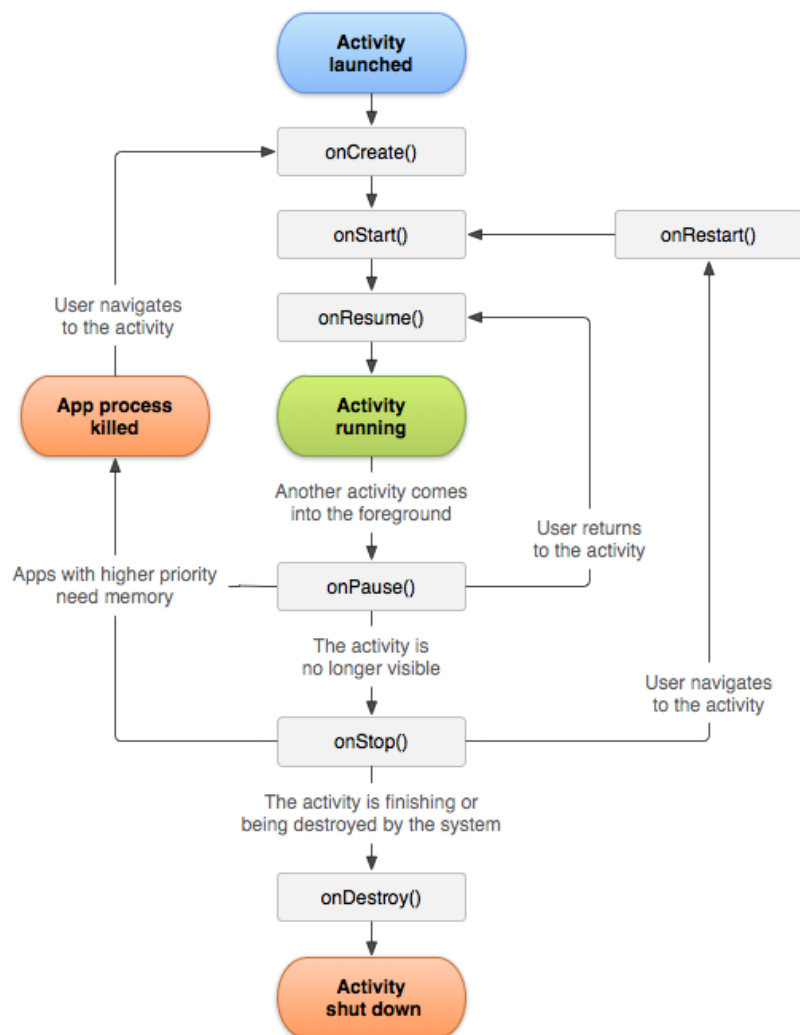 Activity
launched
onCreate()
onStart()
onRestart()
onResume()
User navigates
to the activity
App process
killed
Activity
running
Another activity comes
into the foreground
User returns
to the activity
Apps with higher priority
need memory
onPause()
The activity is
no longer visible
User navigates
to the activity
onStop()
The activity is finishing or
being destroyed by the system
onDestroy()
Activity
shut down